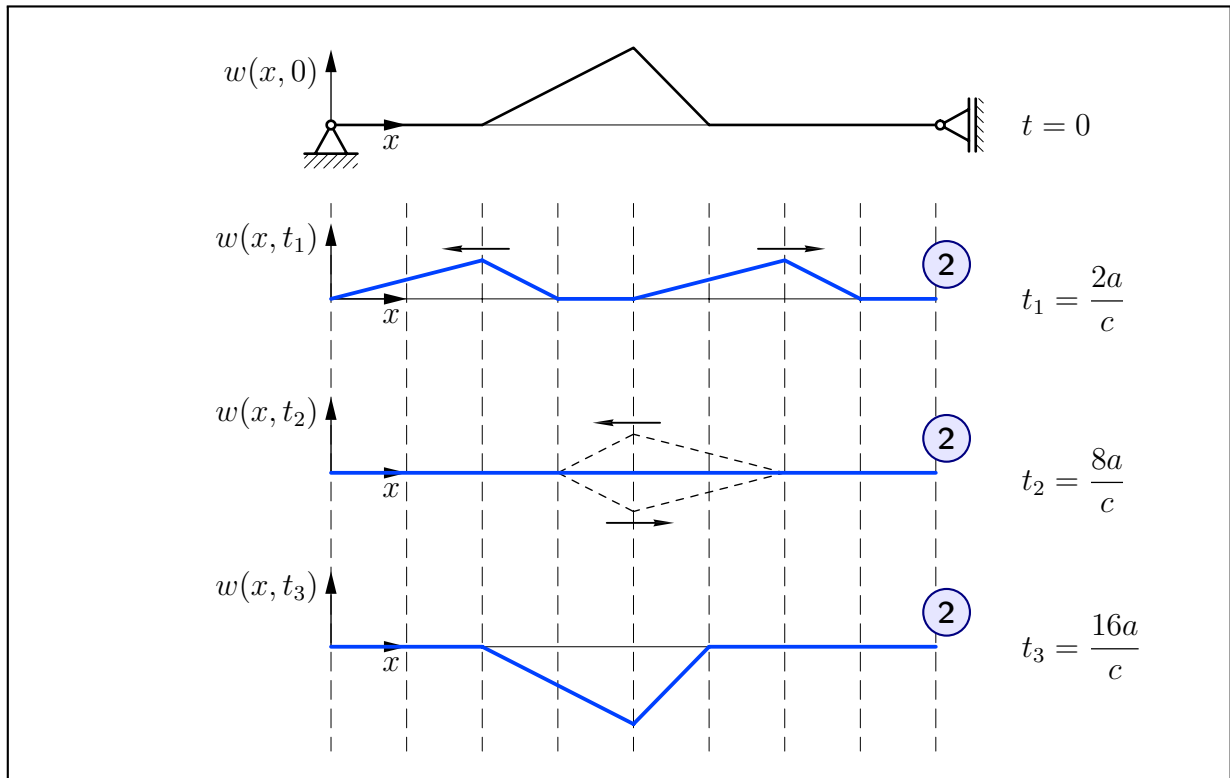 w(x, 0)
x
t = 0
w(x, t₁)
x
2
t₁ = 2a/c
w(x, t₂)
x
2
t₂ = 8a/c
w(x, t₃)
x
2
t₃ = 16a/c